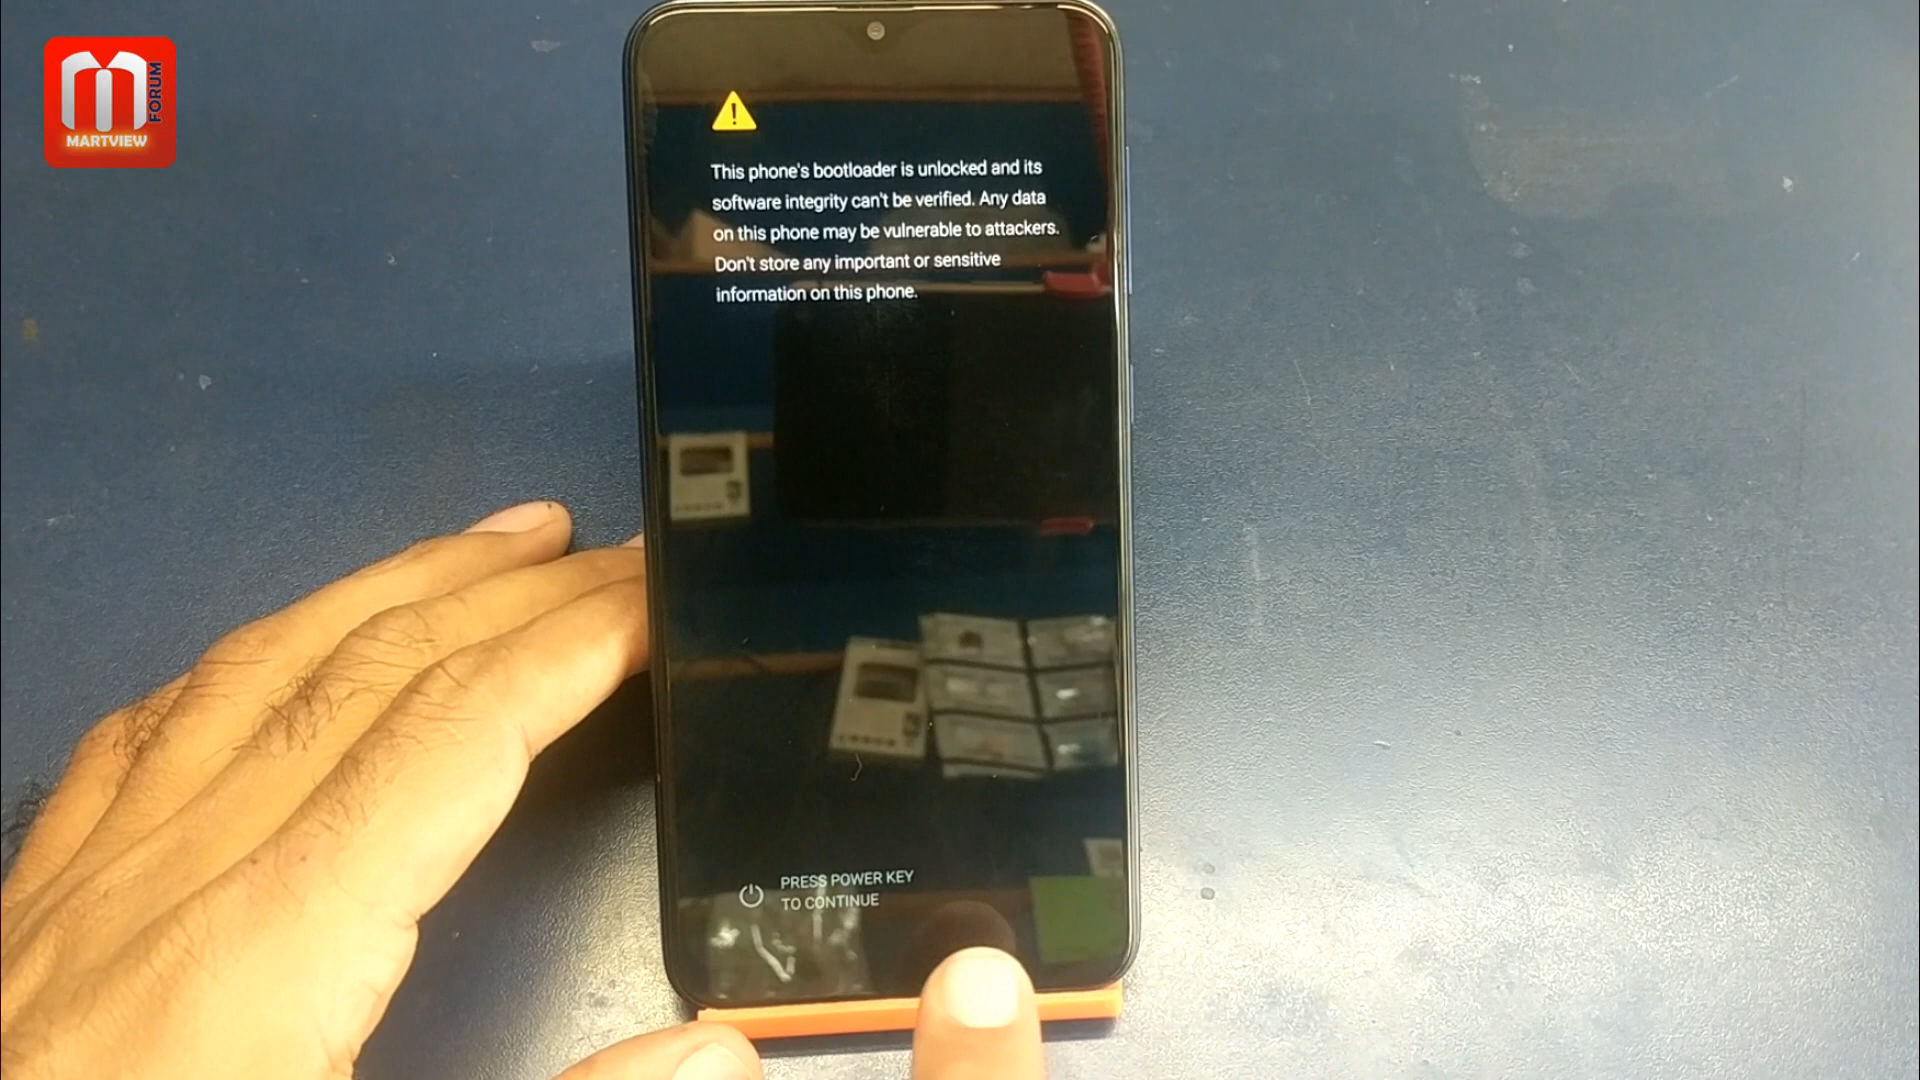 FORUM
MARTVIEW
This phone's bootloader is unlocked and its
software integrity can't be verified. Any data
on this phone may be vulnerable to attackers.
Don't store any important or sensitive
information on this phone.
PRESS POWER KEY
TO CONTINUE